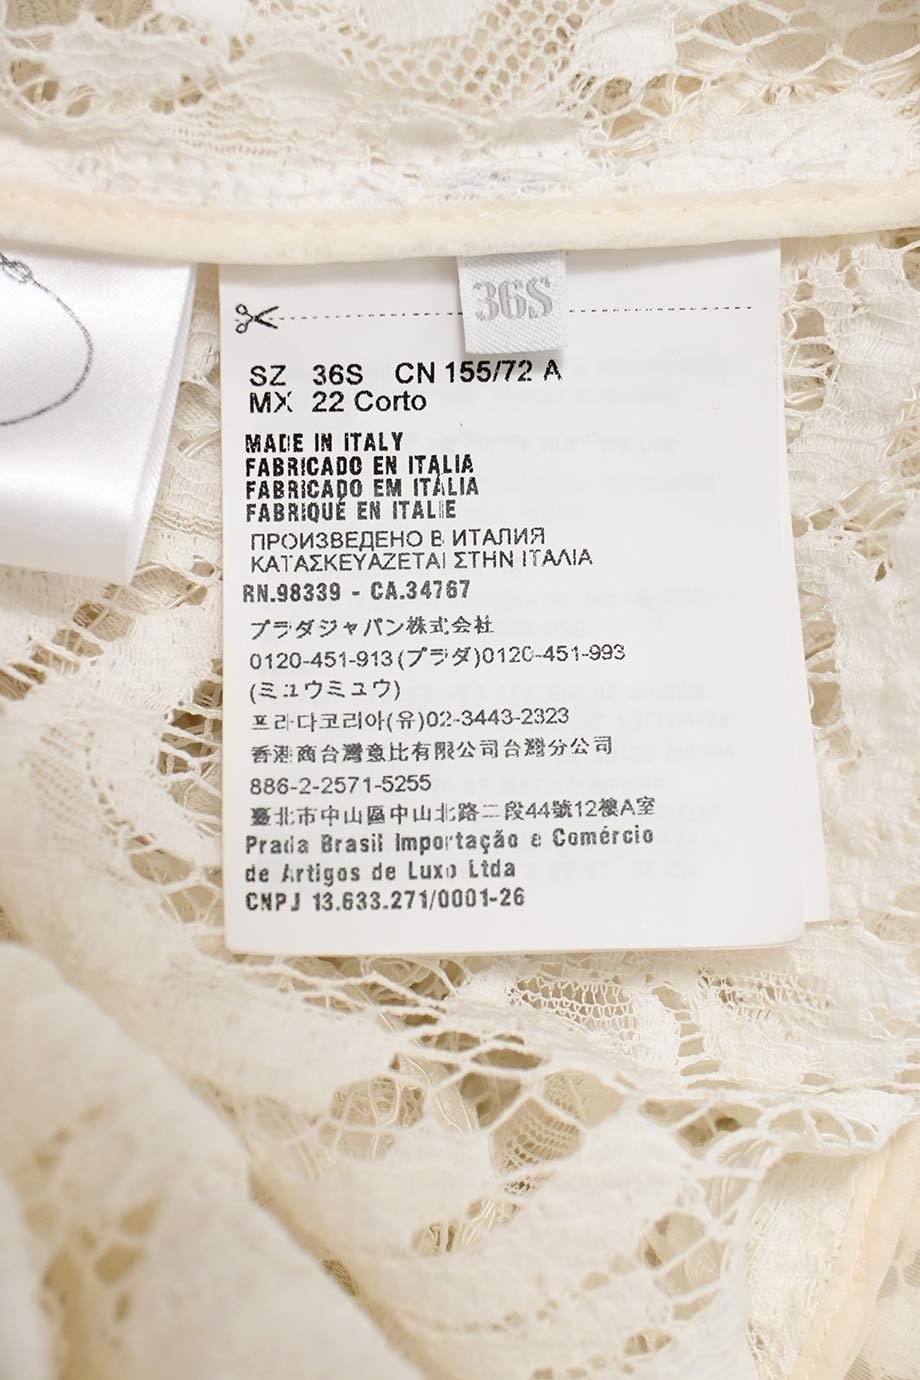 36S
SZ 36S CN 155/72 A
MX 22 Corto
MADE IN ITALY
FABRICADO EN ITALIA
FABRICADO EM ITÁLIA
FABRIQUÉ EN ITALIE
ПРОИЗВЕДЕНО В ИТАЛИЯ
ΚΑΤΑΣΚΕΥΑΖΕΤΑΙ ΣΤΗΝ ΙΤΑΛΙΑ
RN.98339 - CA.34767
プラダジャパン株式会社
0120-451-913(プラダ)0120-451-993
(ミュウミュウ)
프라다코리아(유)02-3443-2323
香港商台灣意比有限公司台灣分公司
886-2-2571-5255
臺北市中山區中山北路二段44號12樓A室
Prada Brasil Importação e Comércio
de Artigos de Luxo Ltda
CNPJ 13.633.271/0001-26